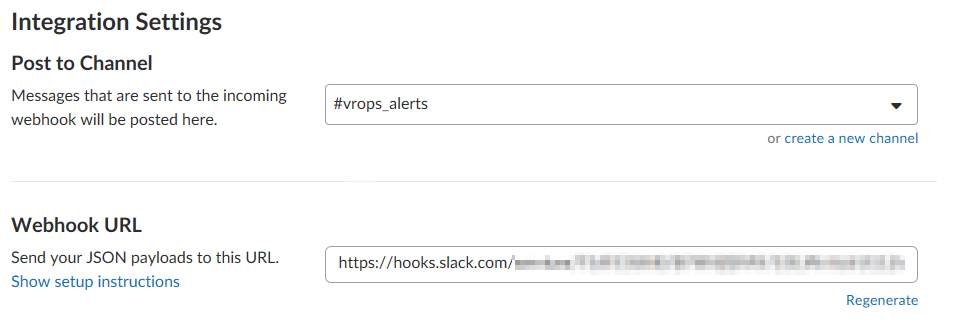 Integration Settings
Post to Channel
Messages that are sent to the incoming
webhook will be posted here.
#vrops_alerts
or create a new channel
Webhook URL
Send your JSON payloads to this URL.
Show setup instructions
https://hooks.slack.com/
Regenerate